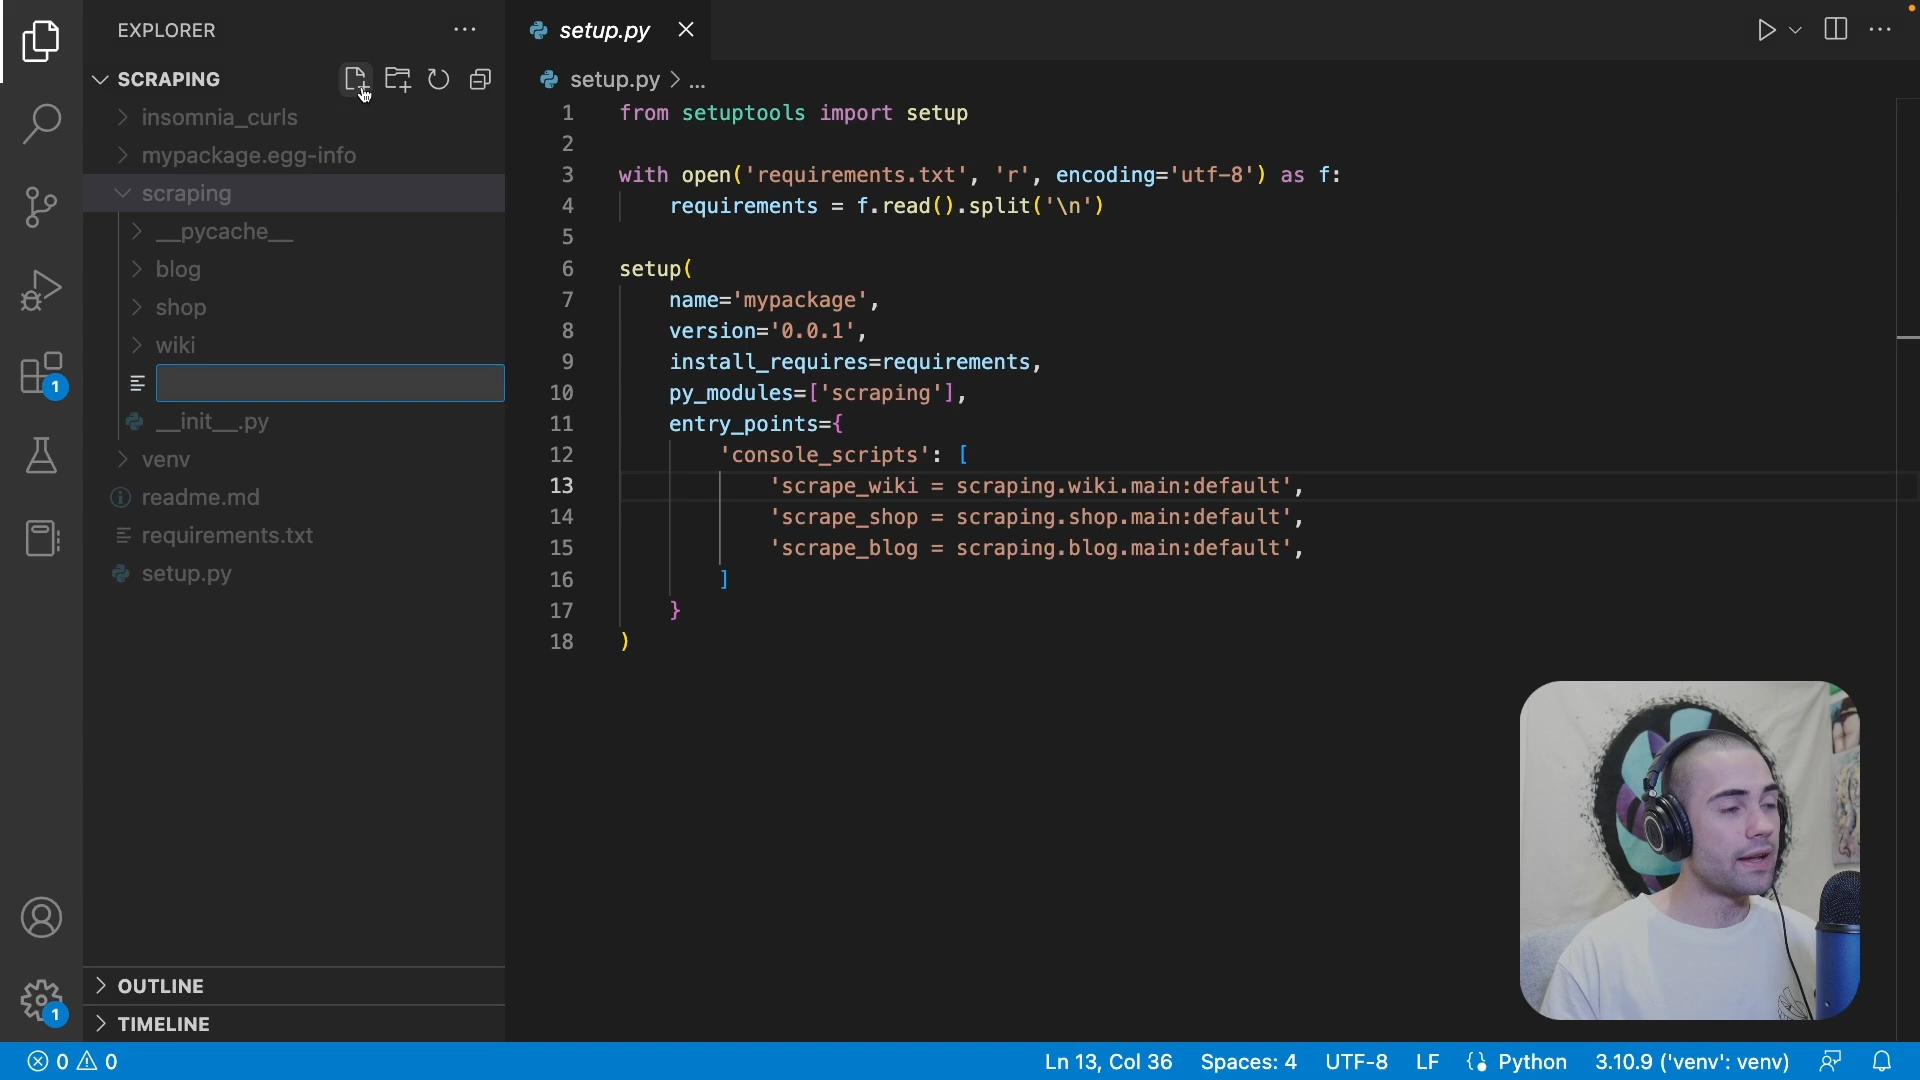 EXPLORER
SCRAPING
insomnia_curls
mypackage.egg-info
scraping
__pycache__
blog
shop
wiki
__init__.py
venv
readme.md
requirements.txt
setup.py
OUTLINE
TIMELINE
1
1
setup.py
setup.py > ...
1 from setuptools import setup
2
3 with open('requirements.txt', 'r', encoding='utf-8') as f:
4 requirements = f.read().split('\n')
5
6 setup(
7 name='mypackage',
8 version='0.0.1',
9 install_requires=requirements,
10 py_modules=['scraping'],
11 entry_points={
12 'console_scripts': [
13 'scrape_wiki = scraping.wiki.main:default',
14 'scrape_shop = scraping.shop.main:default',
15 'scrape_blog = scraping.blog.main:default',
16 ]
17 }
18 )
0 0 Ln 13, Col 36 Spaces: 4 UTF-8 LF Python 3.10.9 ('venv': venv)